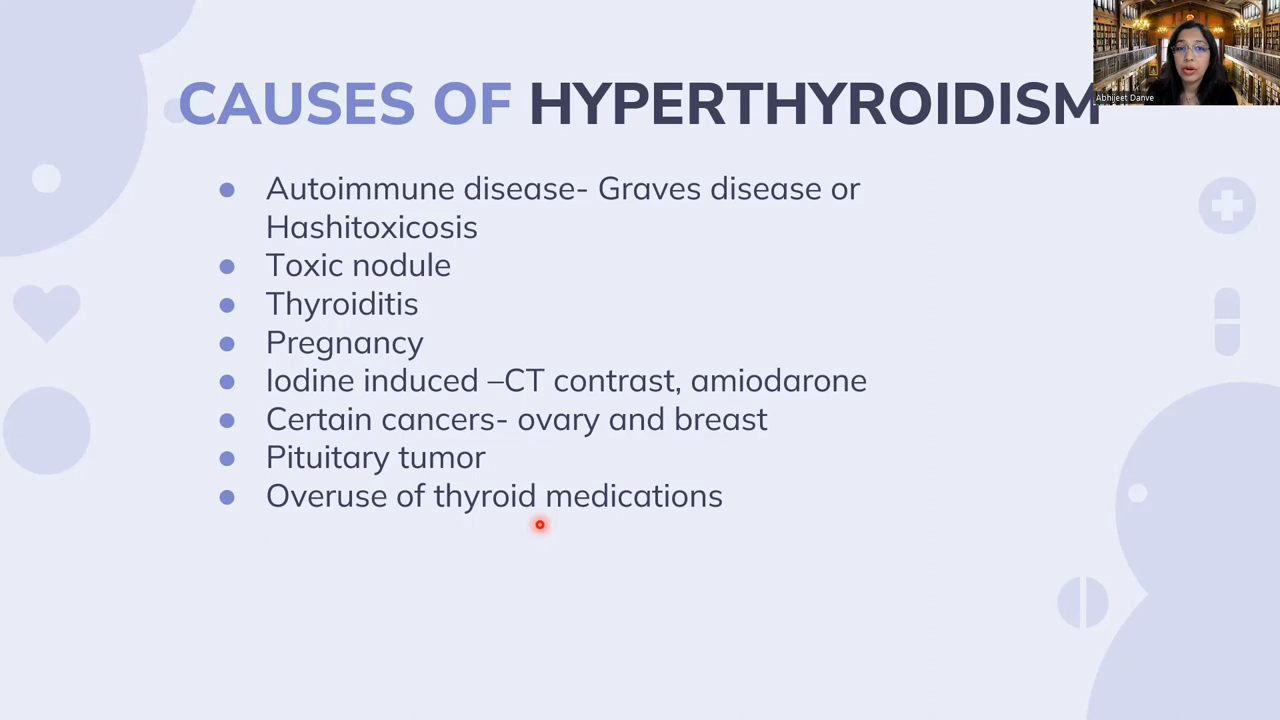 CAUSES OF HYPERTHYROIDISM
Abhijeet Danve
● Autoimmune disease- Graves disease or
Hashitoxicosis
● Toxic nodule
● Thyroiditis
● Pregnancy
● Iodine induced –CT contrast, amiodarone
● Certain cancers- ovary and breast
● Pituitary tumor
● Overuse of thyroid medications